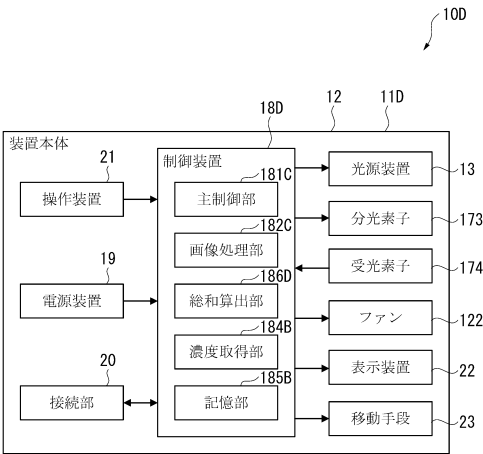 10D
12
11D
18D
装置本体
制御装置
21
操作装置
19
電源装置
20
接続部
181C
主制御部
182C
画像処理部
186D
総和算出部
184B
濃度取得部
185B
記憶部
光源装置
13
分光素子
173
受光素子
174
ファン
122
表示装置
22
移動手段
23